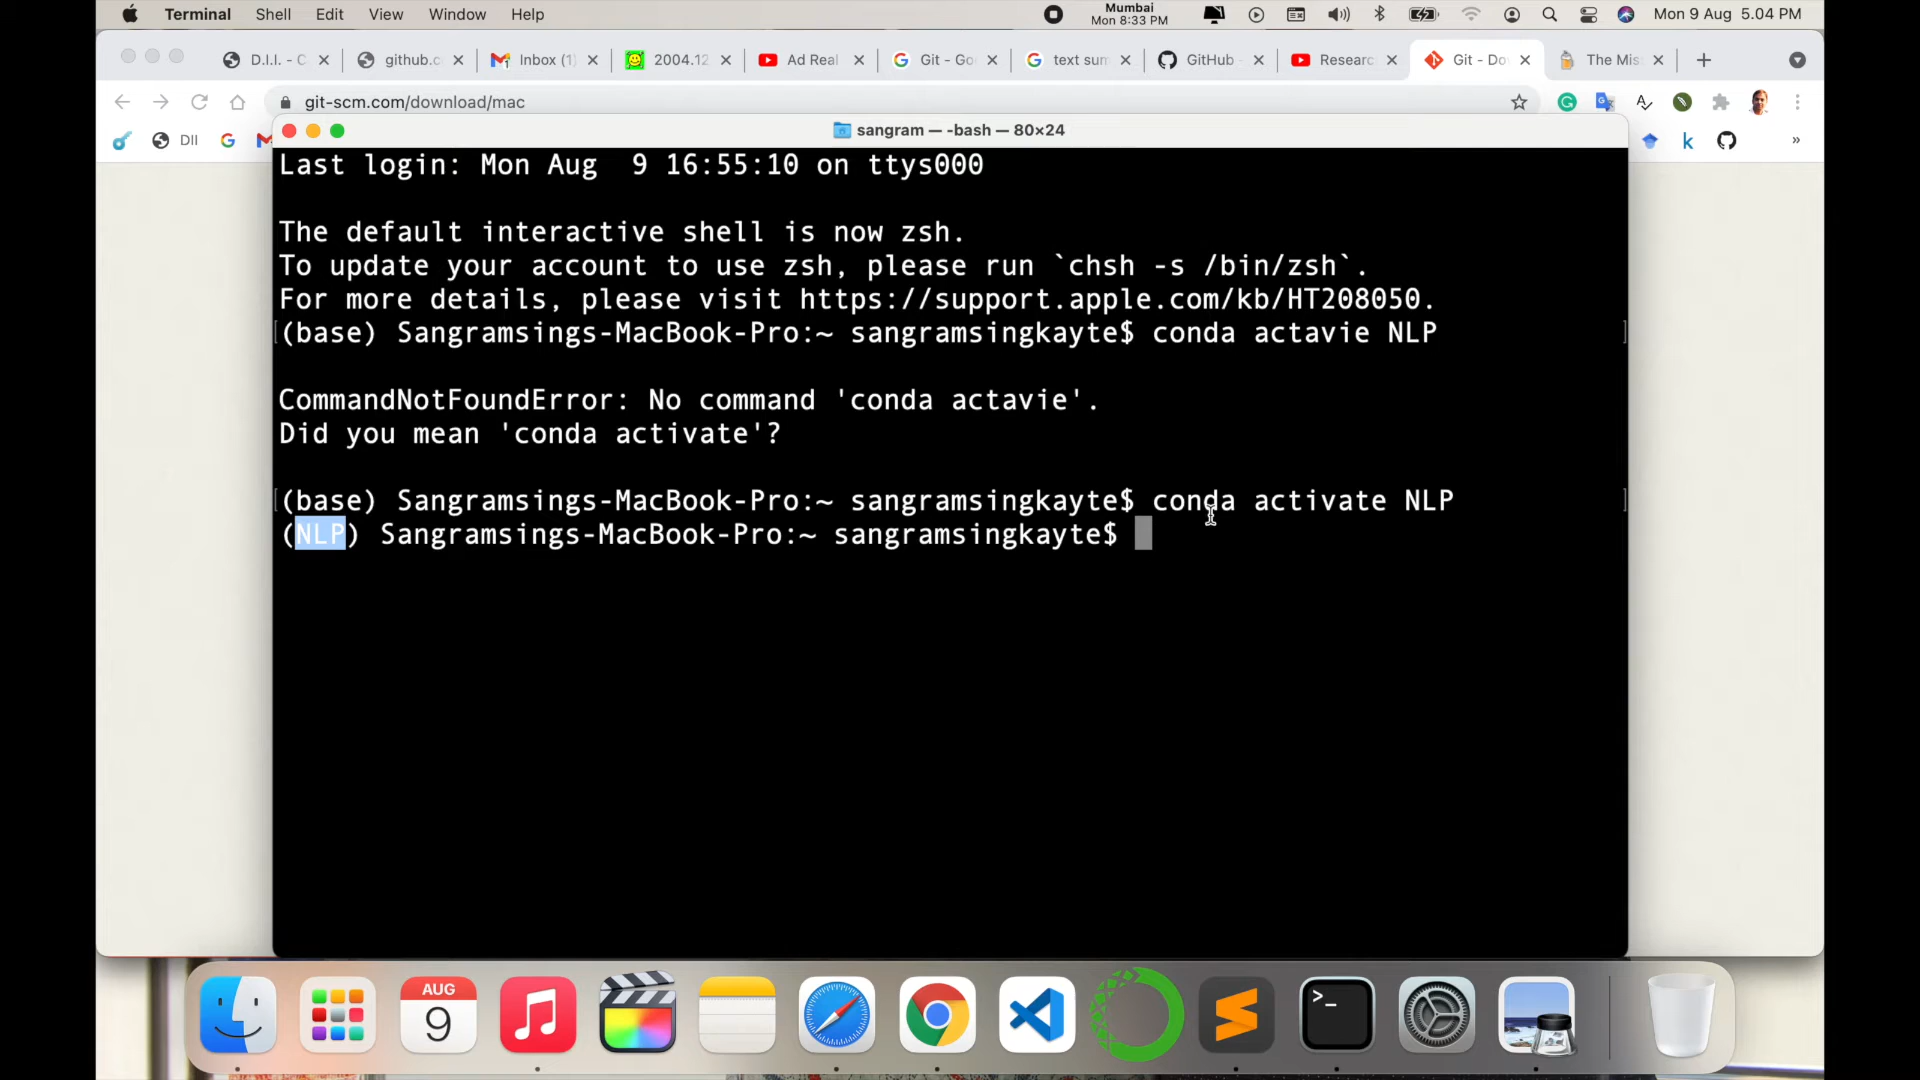 Terminal Shell Edit View Window Help Mumbai Mon 8:33 PM Mon 9 Aug 5.04 PM
D.I.I. - C github.c Inbox (1) 2004.12 Ad Real Git - Go text sum GitHub - Researc Git - Do The Mis
git-scm.com/download/mac
DII
sangram — -bash — 80×24
Last login: Mon Aug  9 16:55:10 on ttys000
The default interactive shell is now zsh.
To update your account to use zsh, please run `chsh -s /bin/zsh`.
For more details, please visit https://support.apple.com/kb/HT208050.
(base) Sangramsings-MacBook-Pro:~ sangramsingkayte$ conda actavie NLP
CommandNotFoundError: No command 'conda actavie'.
Did you mean 'conda activate'?
(base) Sangramsings-MacBook-Pro:~ sangramsingkayte$ conda activate NLP
(NLP) Sangramsings-MacBook-Pro:~ sangramsingkayte$
AUG
9